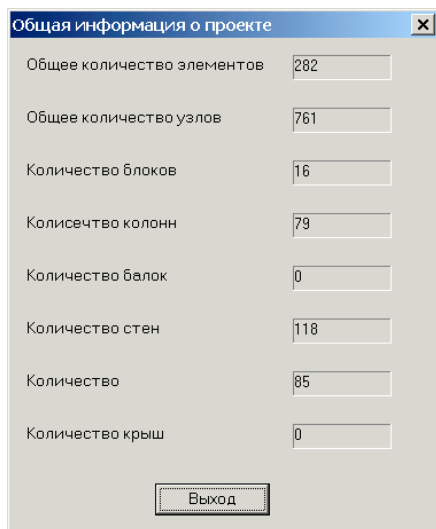 Общая информация о проекте
Общее количество элементов 282
Общее количество узлов 761
Количество блоков 16
Колисечтво колонн 79
Количество балок 0
Количество стен 118
Количество 85
Количество крыш 0
Выход